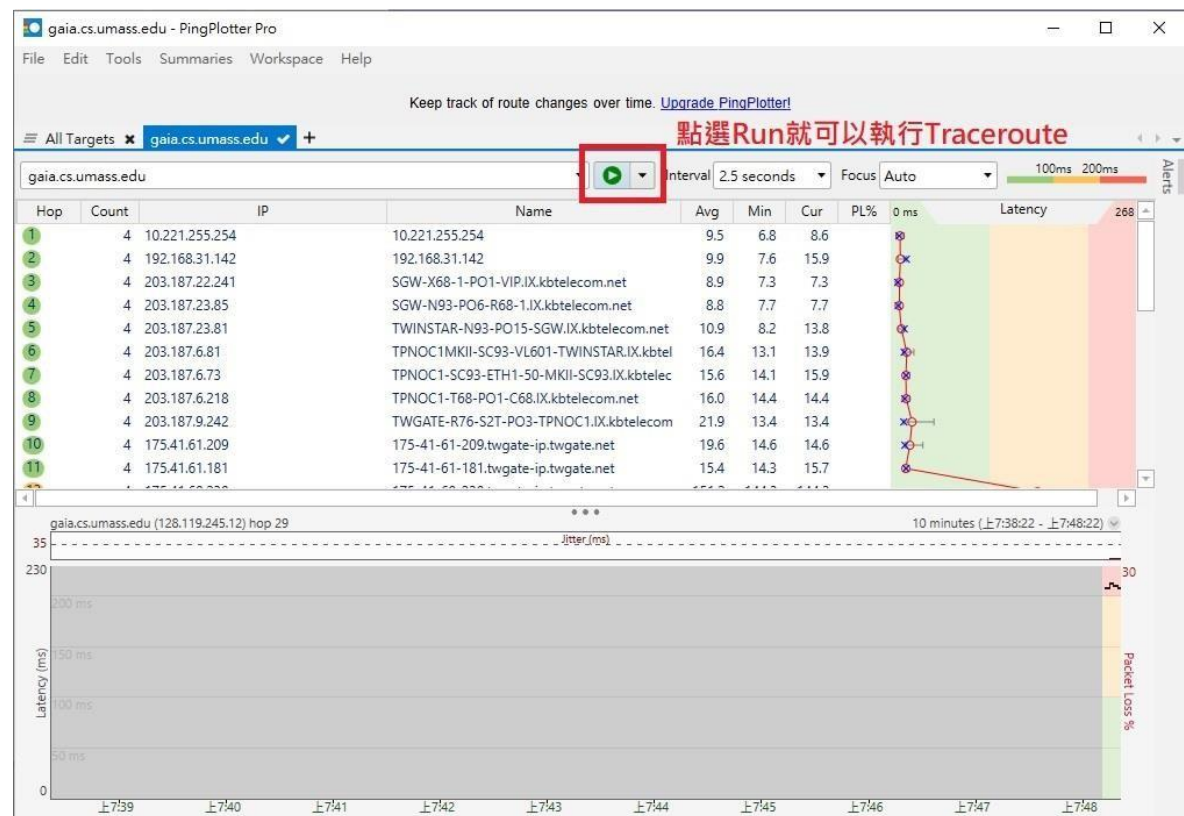 gaia.cs.umass.edu - PingPlotter Pro
File Edit Tools Summaries Workspace Help
Keep track of route changes over time. Upgrade PingPlotter!
All Targets gaia.cs.umass.edu +
點選Run就可以執行Traceroute
gaia.cs.umass.edu nterval 2.5 seconds Focus Auto 100ms 200ms
Alerts
Hop Count IP Name Avg Min Cur PL% 0 ms Latency 268
1 4 10.221.255.254 10.221.255.254 9.5 6.8 8.6
2 4 192.168.31.142 192.168.31.142 9.9 7.6 15.9
3 4 203.187.22.241 SGW-X68-1-PO1-VIP.IX.kbtelecom.net 8.9 7.3 7.3
4 4 203.187.23.85 SGW-N93-PO6-R68-1.IX.kbtelecom.net 8.8 7.7 7.7
5 4 203.187.23.81 TWINSTAR-N93-PO15-SGW.IX.kbtelecom.net 10.9 8.2 13.8
6 4 203.187.6.81 TPNOC1MKII-SC93-VL601-TWINSTAR.IX.kbtel 16.4 13.1 13.9
7 4 203.187.6.73 TPNOC1-SC93-ETH1-50-MKII-SC93.IX.kbtelec 15.6 14.1 15.9
8 4 203.187.6.218 TPNOC1-T68-PO1-C68.IX.kbtelecom.net 16.0 14.4 14.4
9 4 203.187.9.242 TWGATE-R76-S2T-PO3-TPNOC1.IX.kbtelecom 21.9 13.4 13.4
10 4 175.41.61.209 175-41-61-209.twgate-ip.twgate.net 19.6 14.6 14.6
11 4 175.41.61.181 175-41-61-181.twgate-ip.twgate.net 15.4 14.3 15.7
gaia.cs.umass.edu (128.119.245.12) hop 29 10 minutes (上7:38:22 - 上7:48:22)
35 Jitter (ms)
230 30
200 ms
150 ms
100 ms
50 ms
0
Latency (ms)
Packet Loss %
上7:39 上7:40 上7:41 上7:42 上7:43 上7:44 上7:45 上7:46 上7:47 上7:48